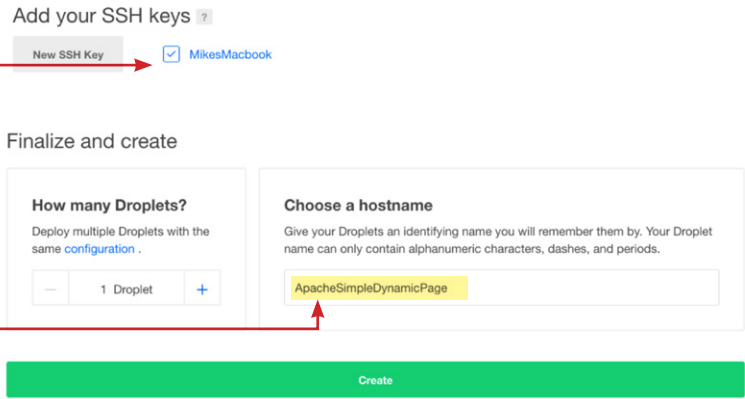 Add your SSH keys ?
New SSH Key
MikesMacbook
Finalize and create
How many Droplets?
Deploy multiple Droplets with the
same configuration .
1 Droplet
Choose a hostname
Give your Droplets an identifying name you will remember them by. Your Droplet
name can only contain alphanumeric characters, dashes, and periods.
ApacheSimpleDynamicPage
Create